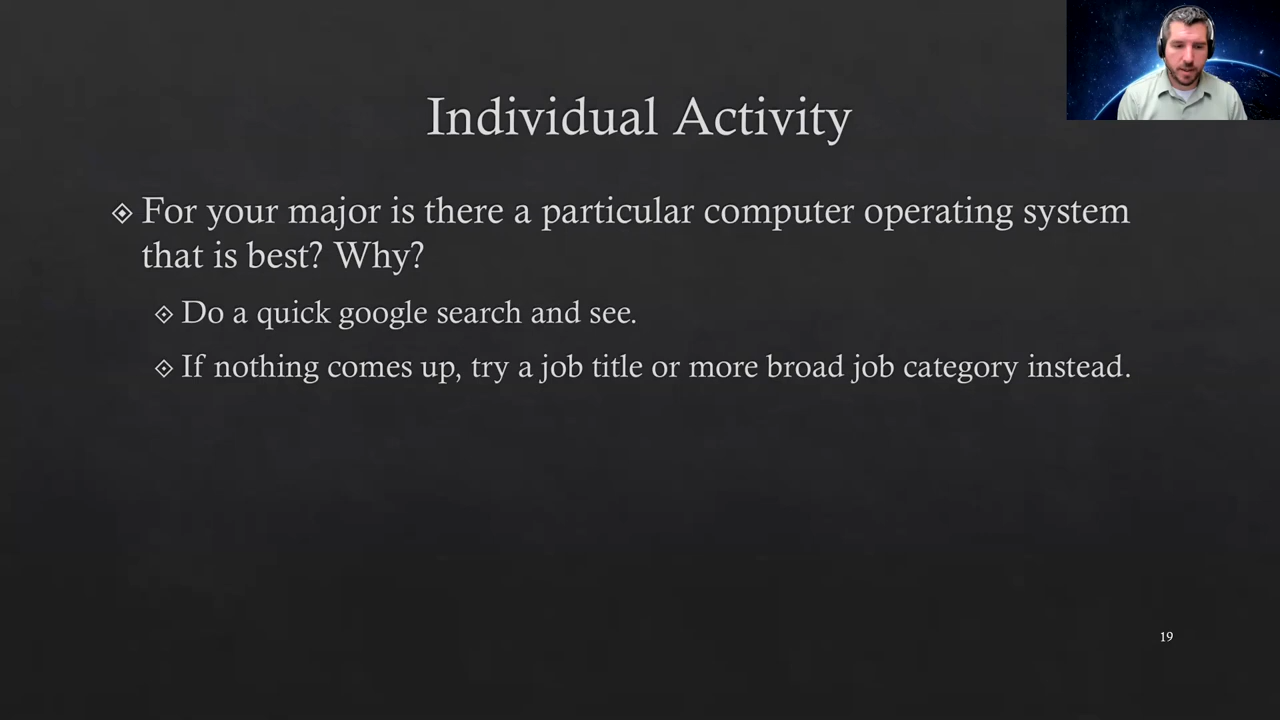 Individual Activity
For your major is there a particular computer operating system
that is best? Why?
Do a quick google search and see.
If nothing comes up, try a job title or more broad job category instead.
19